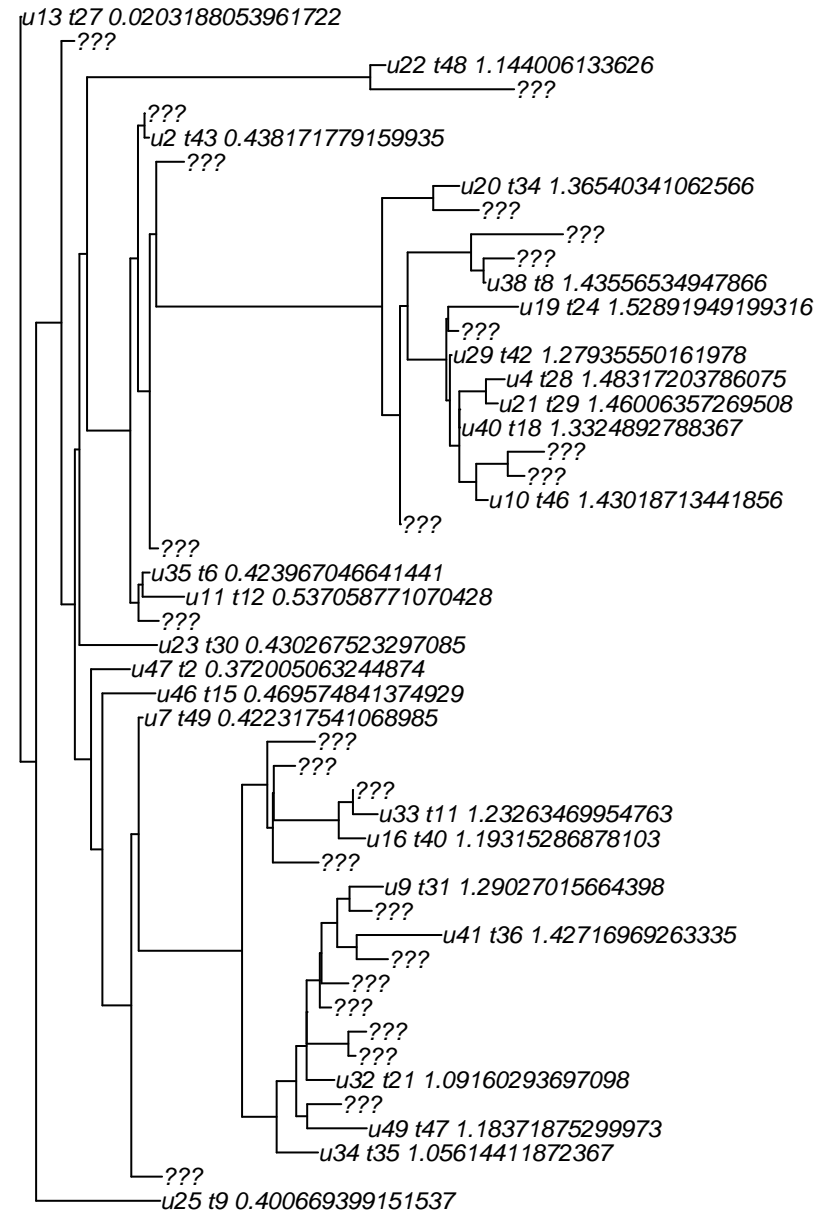 u13 t27 0.0203188053961722
???
u22 t48 1.144006133626
???
???
u2 t43 0.438171779159935
???
u20 t34 1.36540341062566
???
???
???
u38 t8 1.43556534947866
u19 t24 1.52891949199316
???
u29 t42 1.27935550161978
u4 t28 1.48317203786075
u21 t29 1.46006357269508
u40 t18 1.3324892788367
???
???
u10 t46 1.43018713441856
???
???
u35 t6 0.423967046641441
u11 t12 0.537058771070428
???
u23 t30 0.430267523297085
u47 t2 0.372005063244874
u46 t15 0.469574841374929
u7 t49 0.422317541068985
???
???
???
u33 t11 1.23263469954763
u16 t40 1.19315286878103
???
u9 t31 1.29027015664398
???
u41 t36 1.42716969263335
???
???
???
???
???
u32 t21 1.09160293697098
???
u49 t47 1.18371875299973
u34 t35 1.05614411872367
???
u25 t9 0.400669399151537